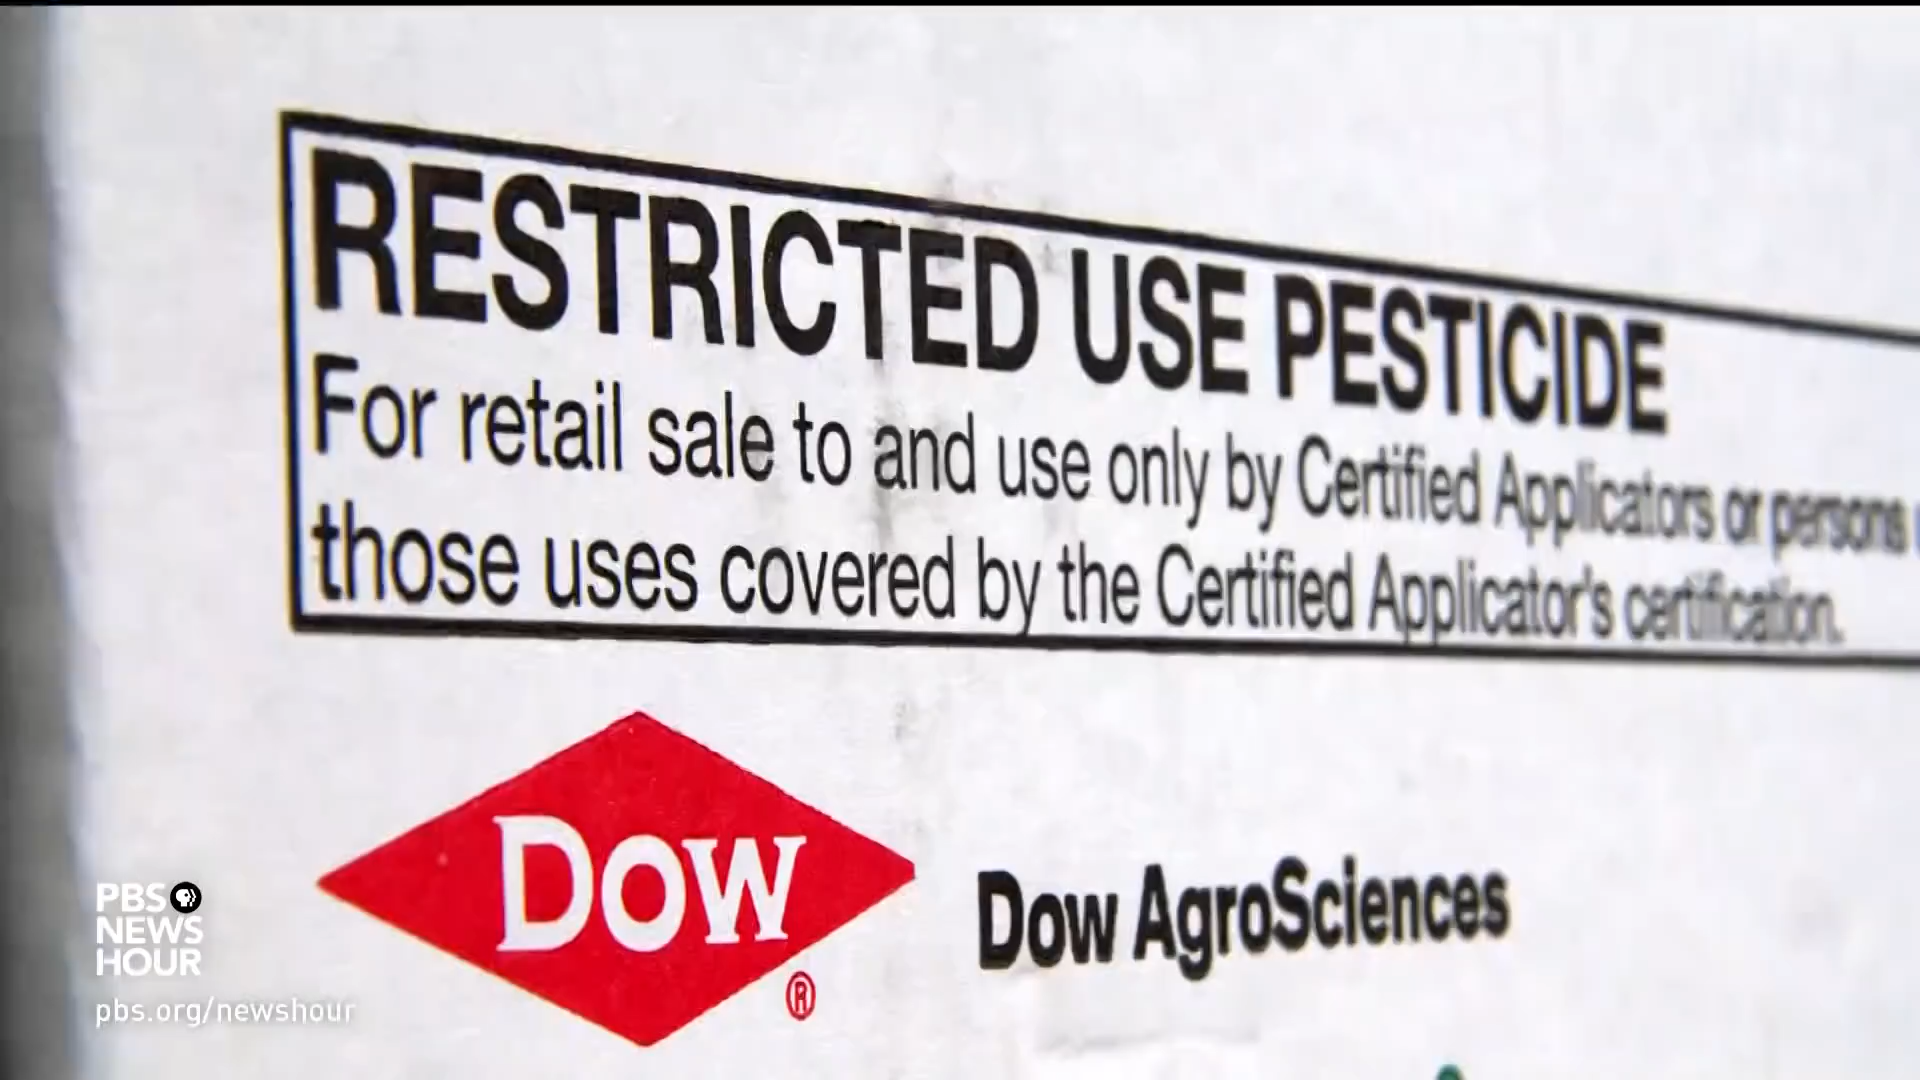 RESTRICTED USE PESTICIDE
For retail sale to and use only by Certified Applicators or persons
those uses covered by the Certified Applicator's certification.
DOW
®
Dow AgroSciences
PBS
NEWS
HOUR
pbs.org/newshour